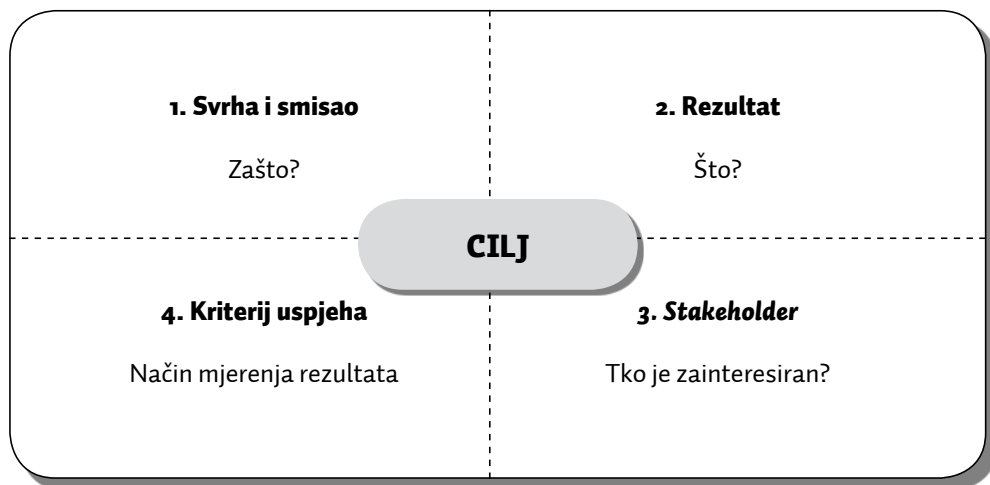 1. Svrha i smisao
Zašto?
2. Rezultat
Što?
CILJ
4. Kriterij uspjeha
Način mjerenja rezultata
3. Stakeholder
Tko je zainteresiran?